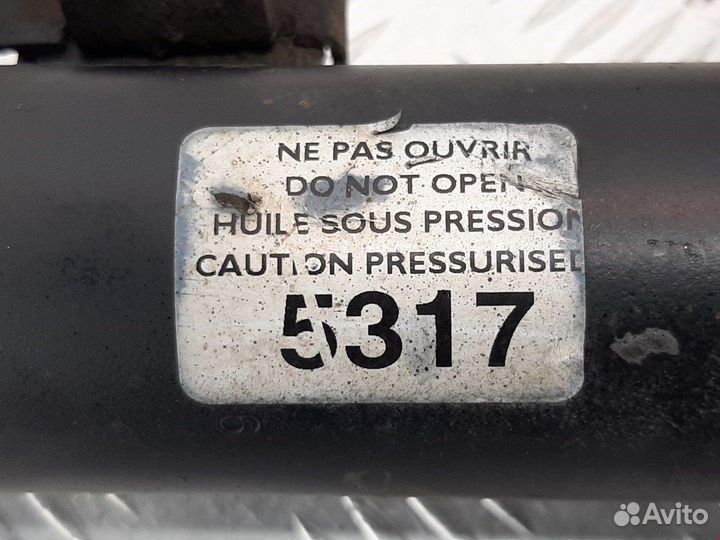 NE PAS OUVRIR
DO NOT OPEN
HUILE SOUS PRESSION
CAUTION PRESSURISED
5317
Avito